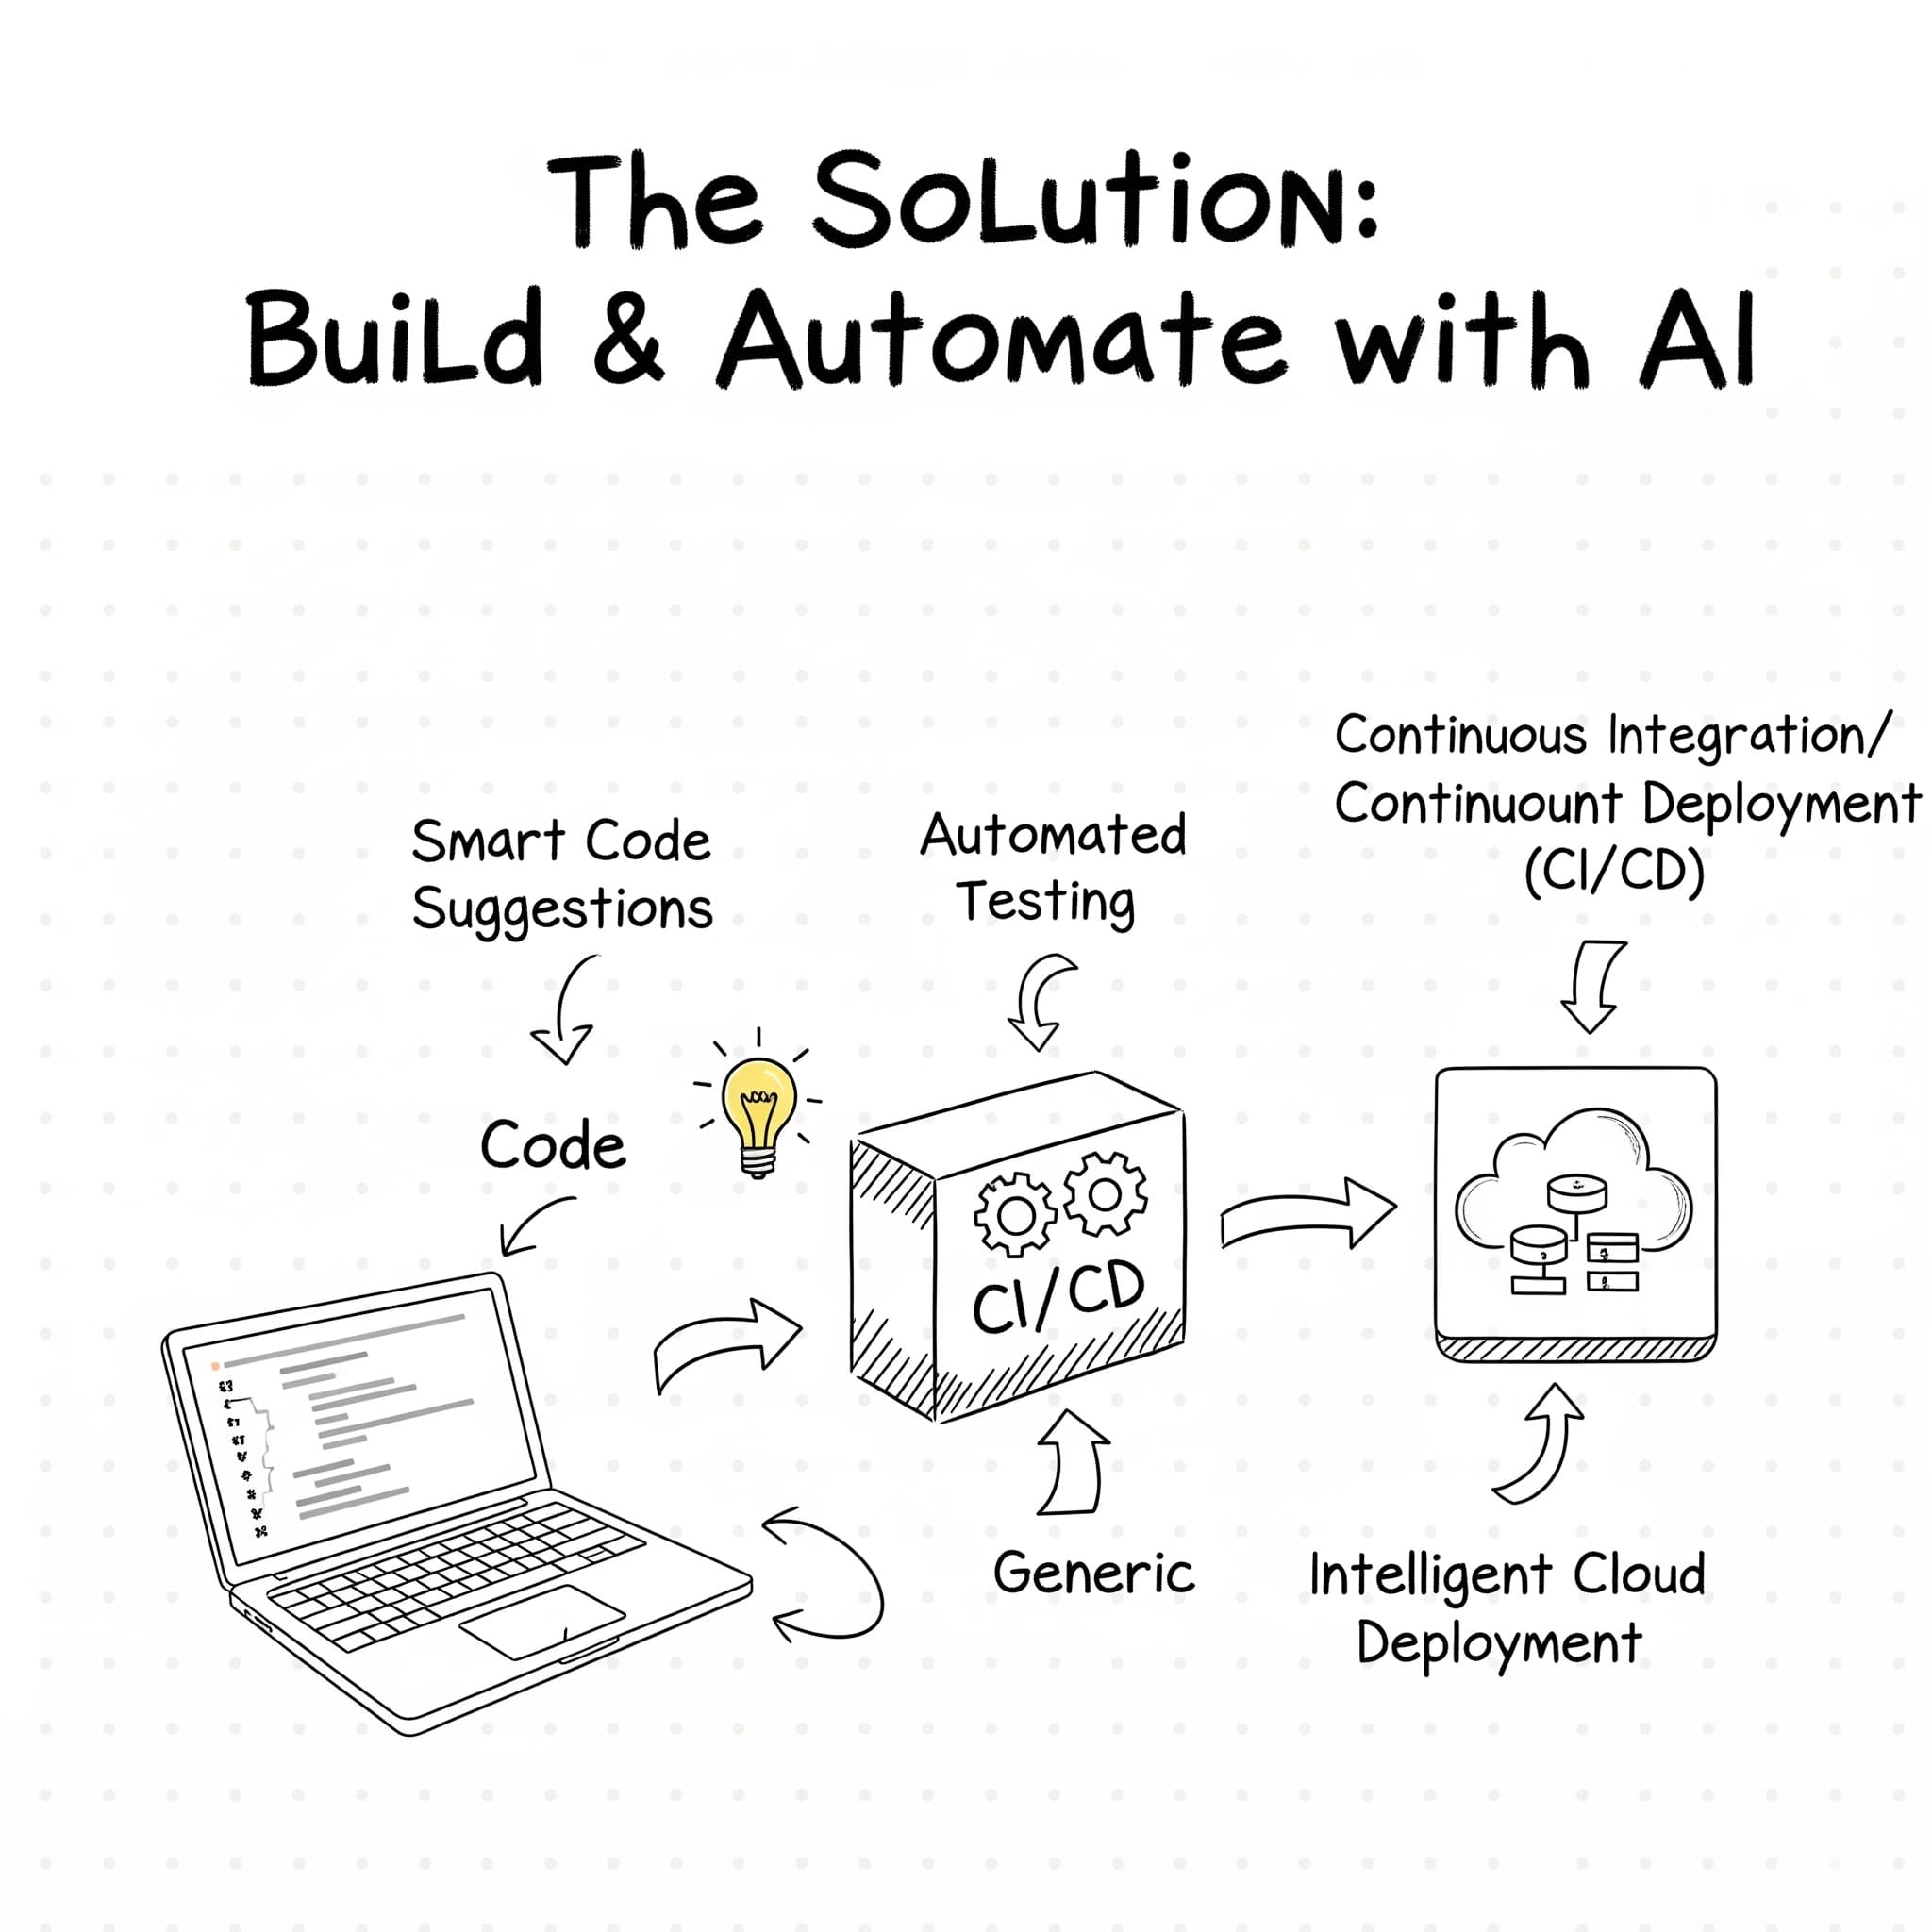 The Solution:
Build & Automate with AI
Continuous Integration/
Continuount Deployment
(CI/CD)
Smart Code
Suggestions
Automated
Testing
Code
CI/CD
Generic
Intelligent Cloud
Deployment